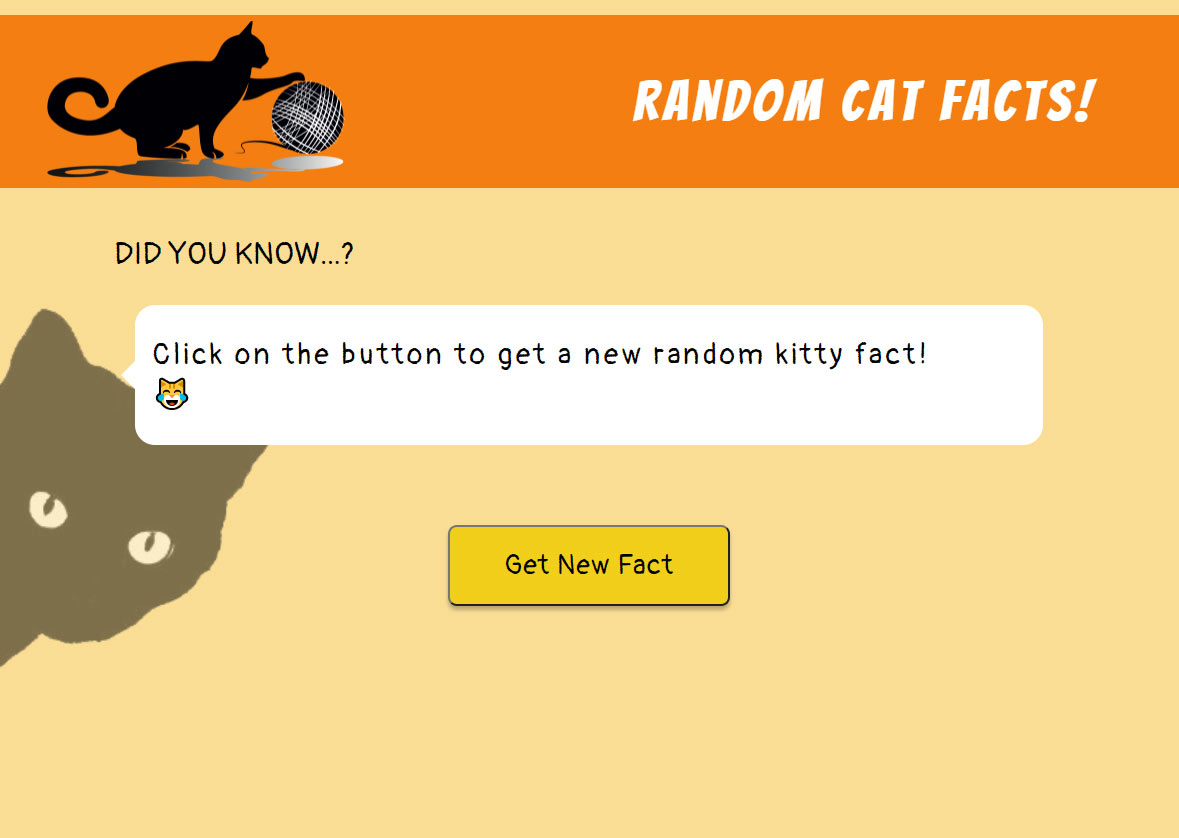 RANDOM CAT FACTS!
DID YOU KNOW...?
Click on the button to get a new random kitty fact!
😹
Get New Fact